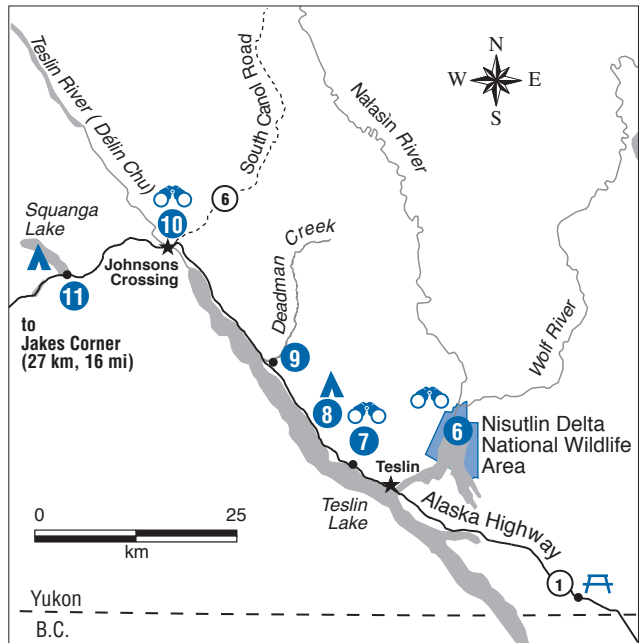 N
W E
S
Teslin River ( Délin Chu)
South Canol Road
6
Nalasìn River
Wolf River
10
Squanga
Lake
Johnsons
Crossing
11
to
Jakes Corner
(27 km, 16 mi)
Deadman Creek
9
8
7
6
Nisutlin Delta
National Wildlife
Area
Teslin
Teslin
Lake
Alaska Highway
0 25
km
1
Yukon
B.C.